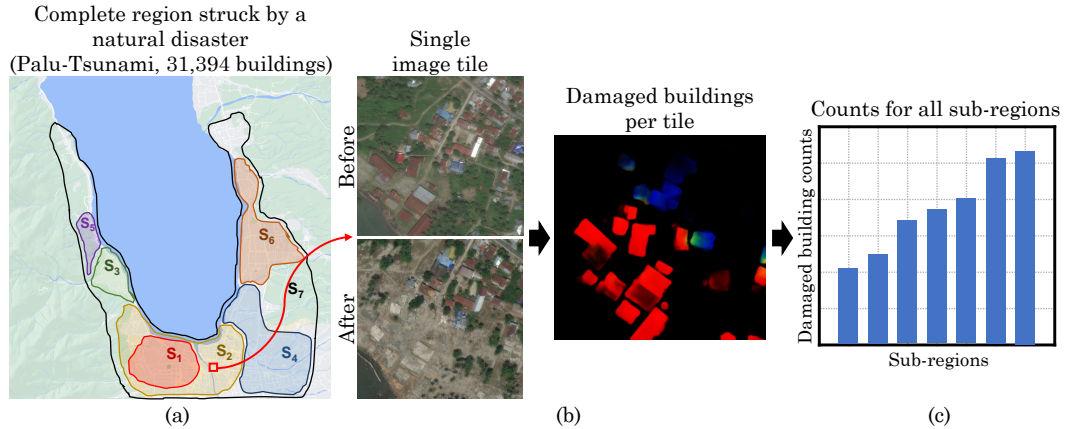 Complete region struck by a
natural disaster
(Palu-Tsunami, 31,394 buildings)
Single
image tile
Damaged buildings
per tile
Counts for all sub-regions
Before
After
S5
S3
S6
S7
S1
S2
S4
Damaged building counts
Sub-regions
(a)
(b)
(c)